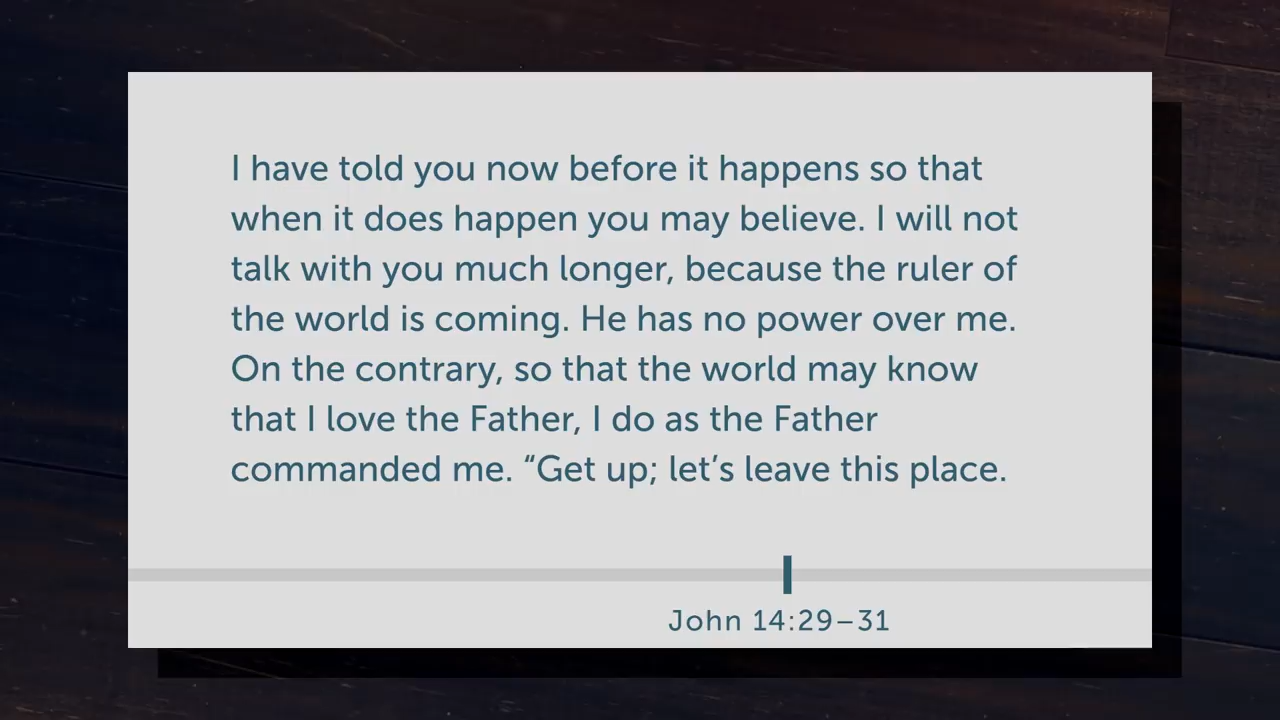 I have told you now before it happens so that
when it does happen you may believe. I will not
talk with you much longer, because the ruler of
the world is coming. He has no power over me.
On the contrary, so that the world may know
that I love the Father, I do as the Father
commanded me. “Get up; let’s leave this place.
John 14:29–31